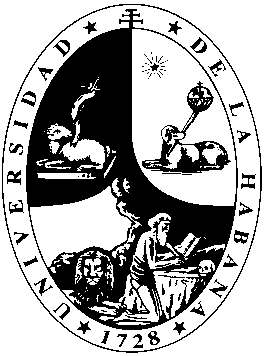 UNIVERSIDAD ★ DE LA HABANA
★ 1728 ★